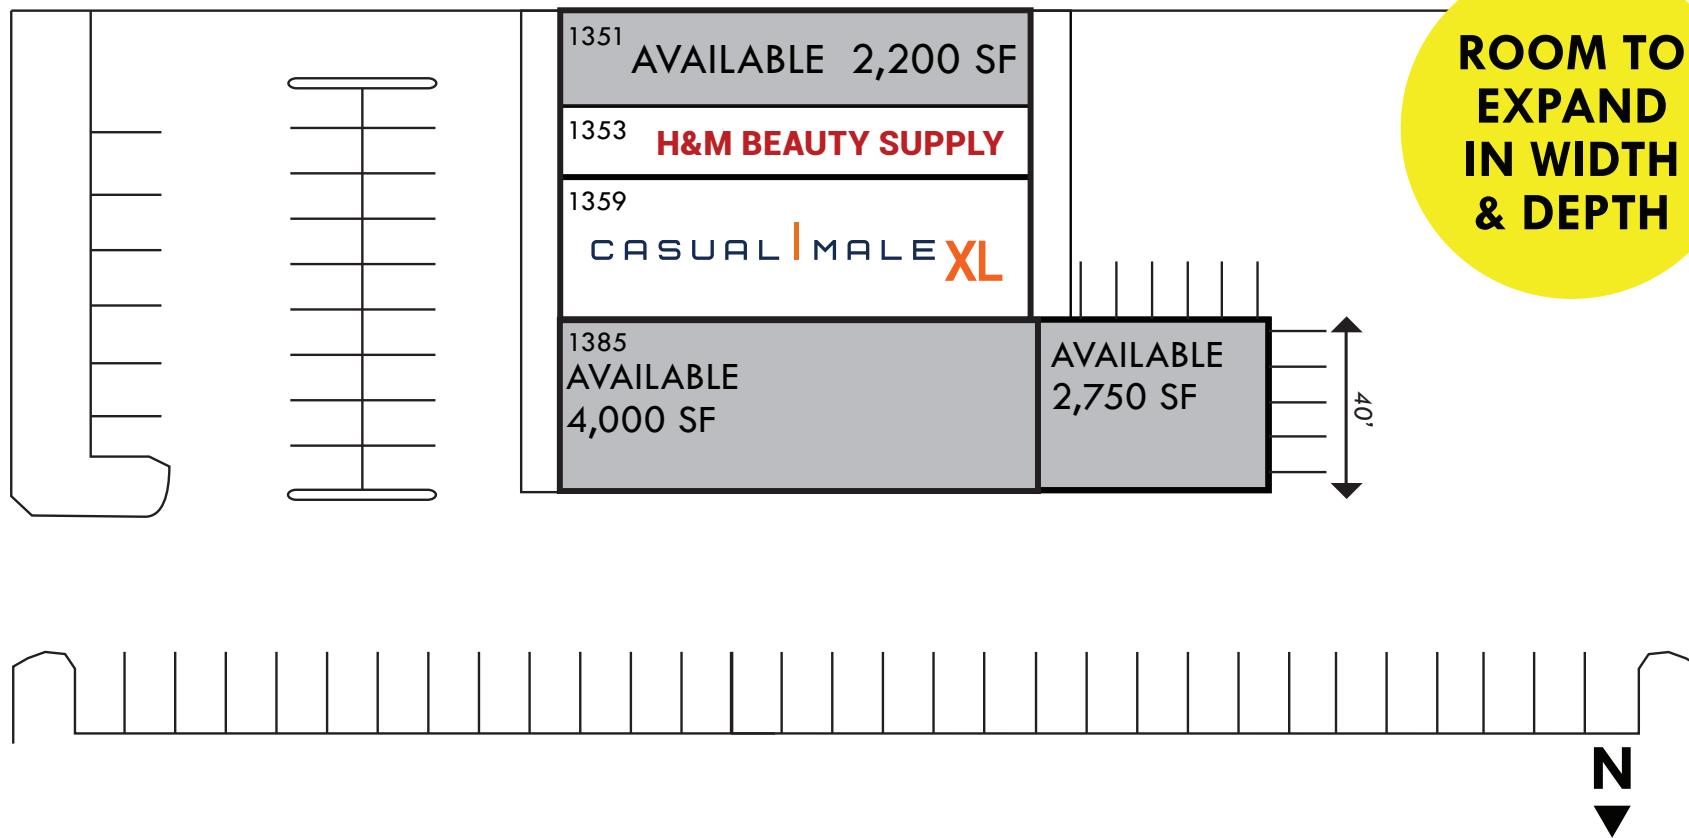 1351 AVAILABLE 2,200 SF
1353 H&M BEAUTY SUPPLY
1359
CASUAL MALE XL
1385
AVAILABLE
4,000 SF
AVAILABLE
2,750 SF
40'
ROOM TO
EXPAND
IN WIDTH
& DEPTH
N